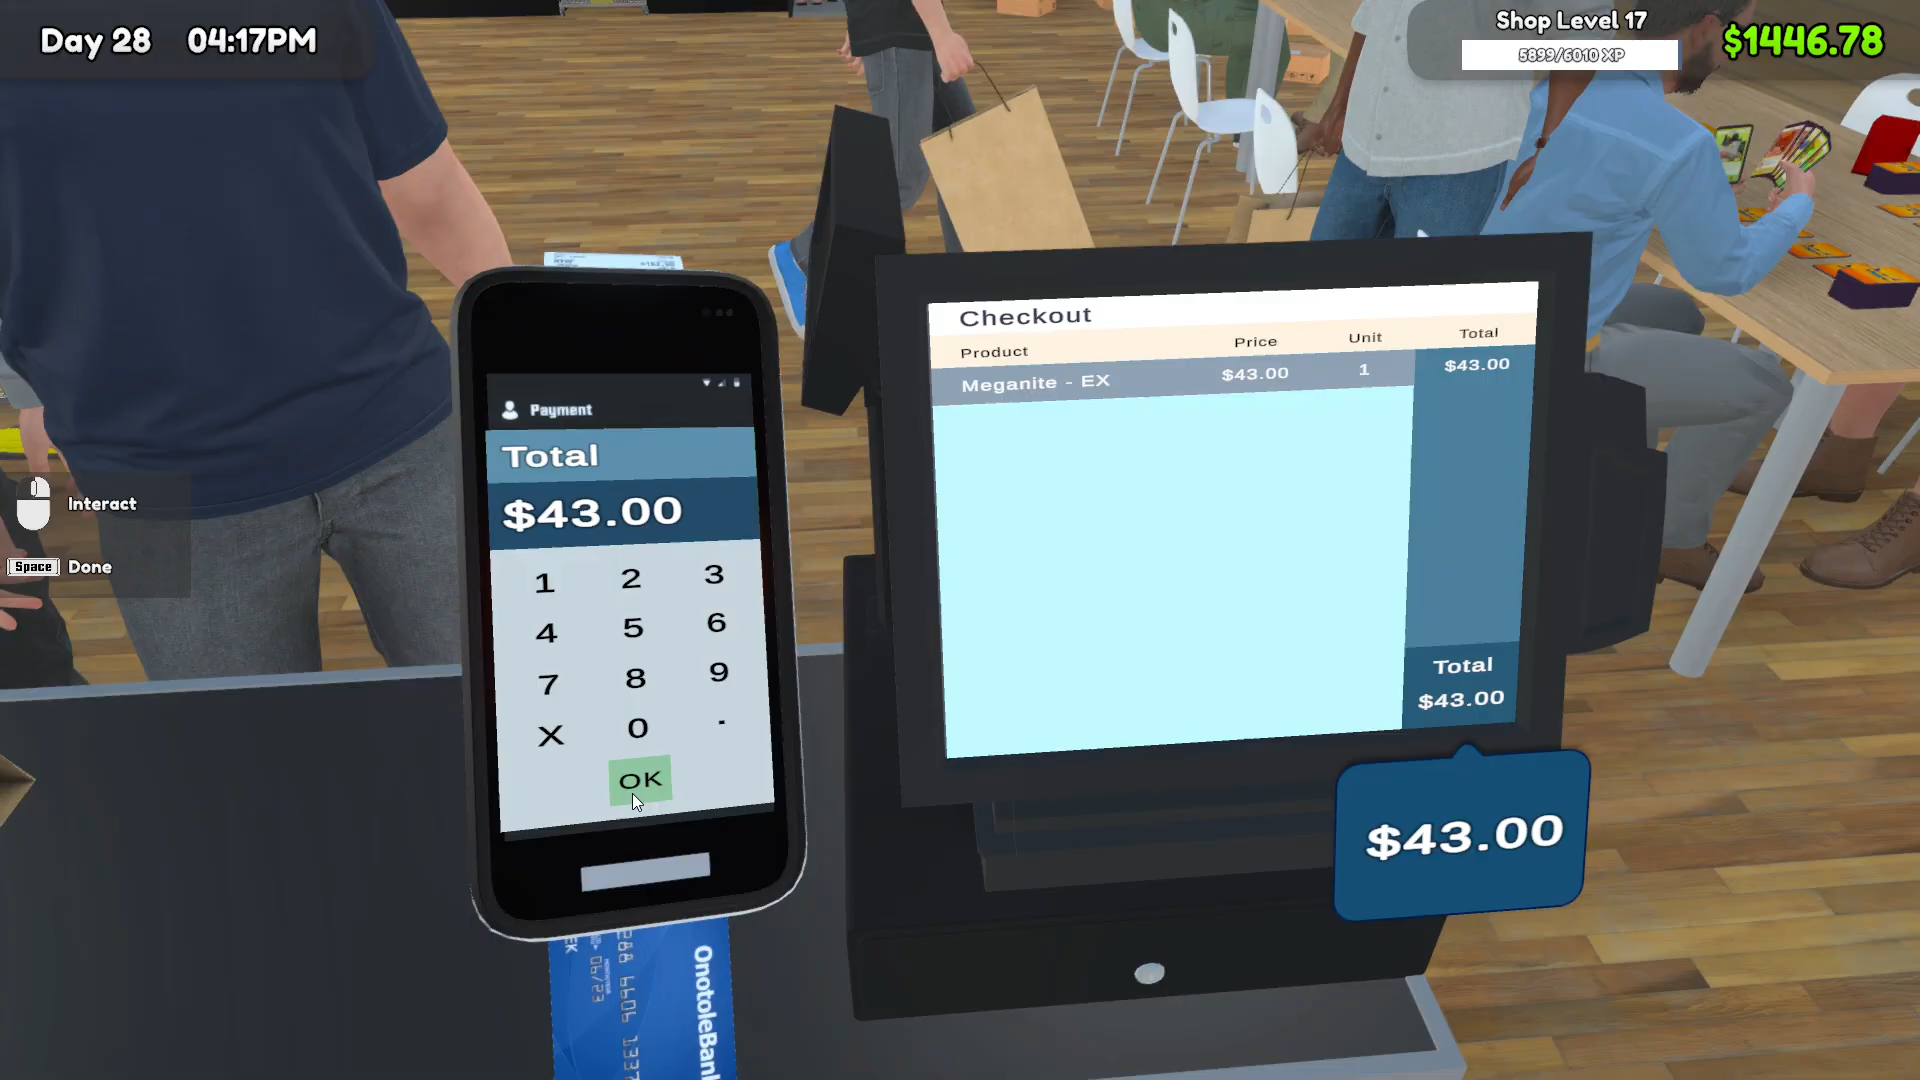 Day 28 04:17PM
Shop Level 17
5899/6010 XP
$1446.78
Interact
Space Done
Payment
Total
$43.00
1 2 3
4 5 6
7 8 9
X 0 .
OK
Checkout
Product Price Unit Total
Meganite - EX $43.00 1 $43.00
Total
$43.00
$43.00
OnotoleBank
06/23